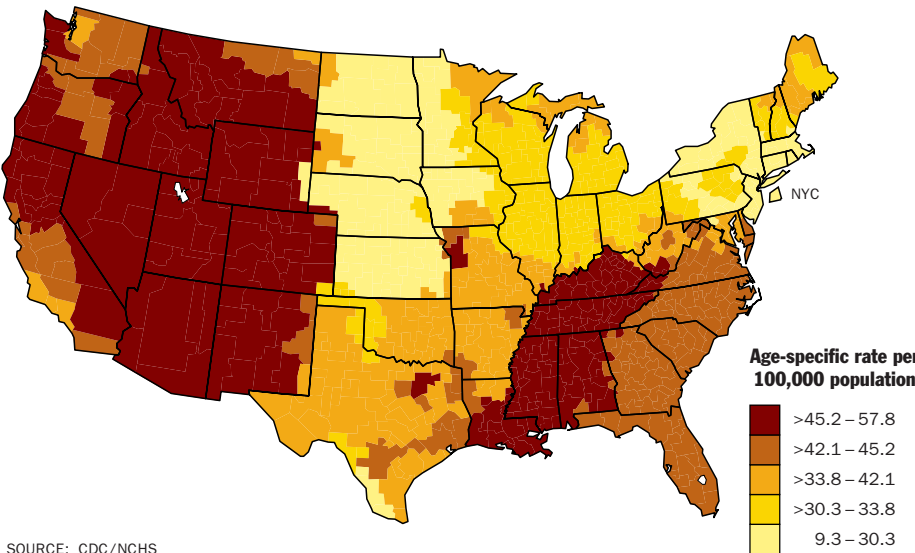 NYC
Age-specific rate per
100,000 population
>45.2–57.8
>42.1–45.2
>33.8–42.1
>30.3–33.8
9.3–30.3
SOURCE: CDC/NCHS